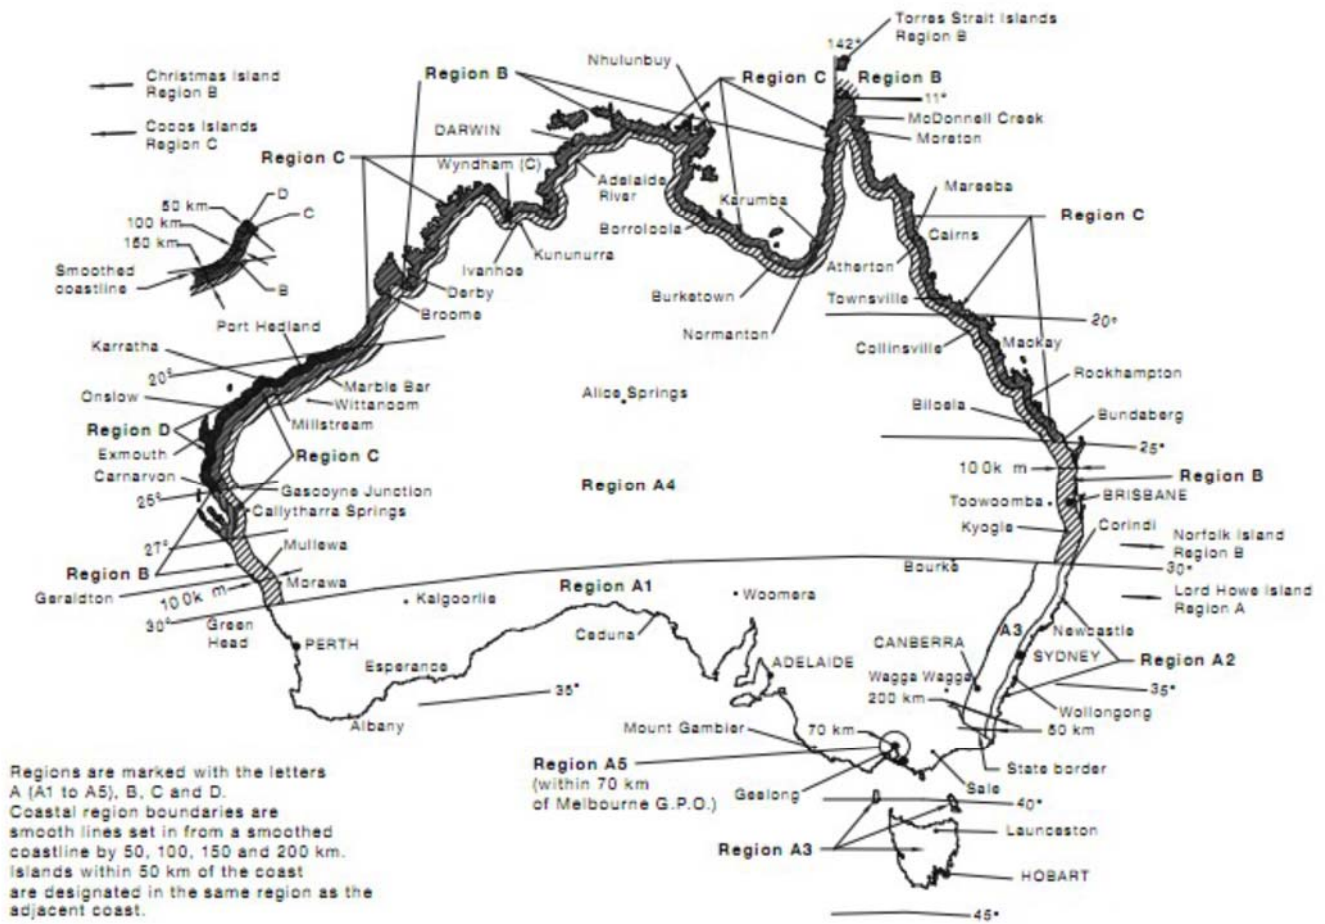 Torres Strait Islands
Region B
142°
Nhulunbuy
Christmas Island
Region B
Region B
Region C
Region B
11°
Cocos Islands
Region C
DARWIN
McDonnell Creek
Moreton
Region C
Wyndham (C)
Adelaide
River
Mareeba
D
50 km
C
100 km
150 km
Karumba
Region C
Borroloola
Cairns
Kununurra
Smoothed
coastline
Ivanhoe
Atherton
B
Derby
Burketown
Townsville
Broome
Port Hedland
Normanton
20°
Karratha
Collinsville
Mackay
20°
Marble Bar
Wittanoom
Rockhampton
Onslow
Alice Springs
Millstream
Biloela
Bundaberg
Region D
Exmouth
Region C
25°
Carnarvon
100k m
Region B
25°
Gascoyne Junction
Region A4
Toowoomba
BRISBANE
Callytharra Springs
Kyogle
Corindi
27°
Mullewa
Norfolk Island
Region B
Region B
Bourke
30°
Geraldton
100k m
Morawa
Region A1
Lord Howe Island
Region A
30°
Kalgoorlie
Woomera
Green
Head
Ceduna
A3
Newcastle
PERTH
CANBERRA
SYDNEY
Esperance
ADELAIDE
Region A2
Wagga Wagga
35°
35°
200 km
Wollongong
Albany
Mount Gambier
70 km
50 km
Region A5
(within 70 km
of Melbourne G.P.O.)
State border
Geelong
Sale
40°
Launceston
Region A3
HOBART
45°
Regions are marked with the letters
A (A1 to A5), B, C and D.
Coastal region boundaries are
smooth lines set in from a smoothed
coastline by 50, 100, 150 and 200 km.
Islands within 50 km of the coast
are designated in the same region as the
adjacent coast.